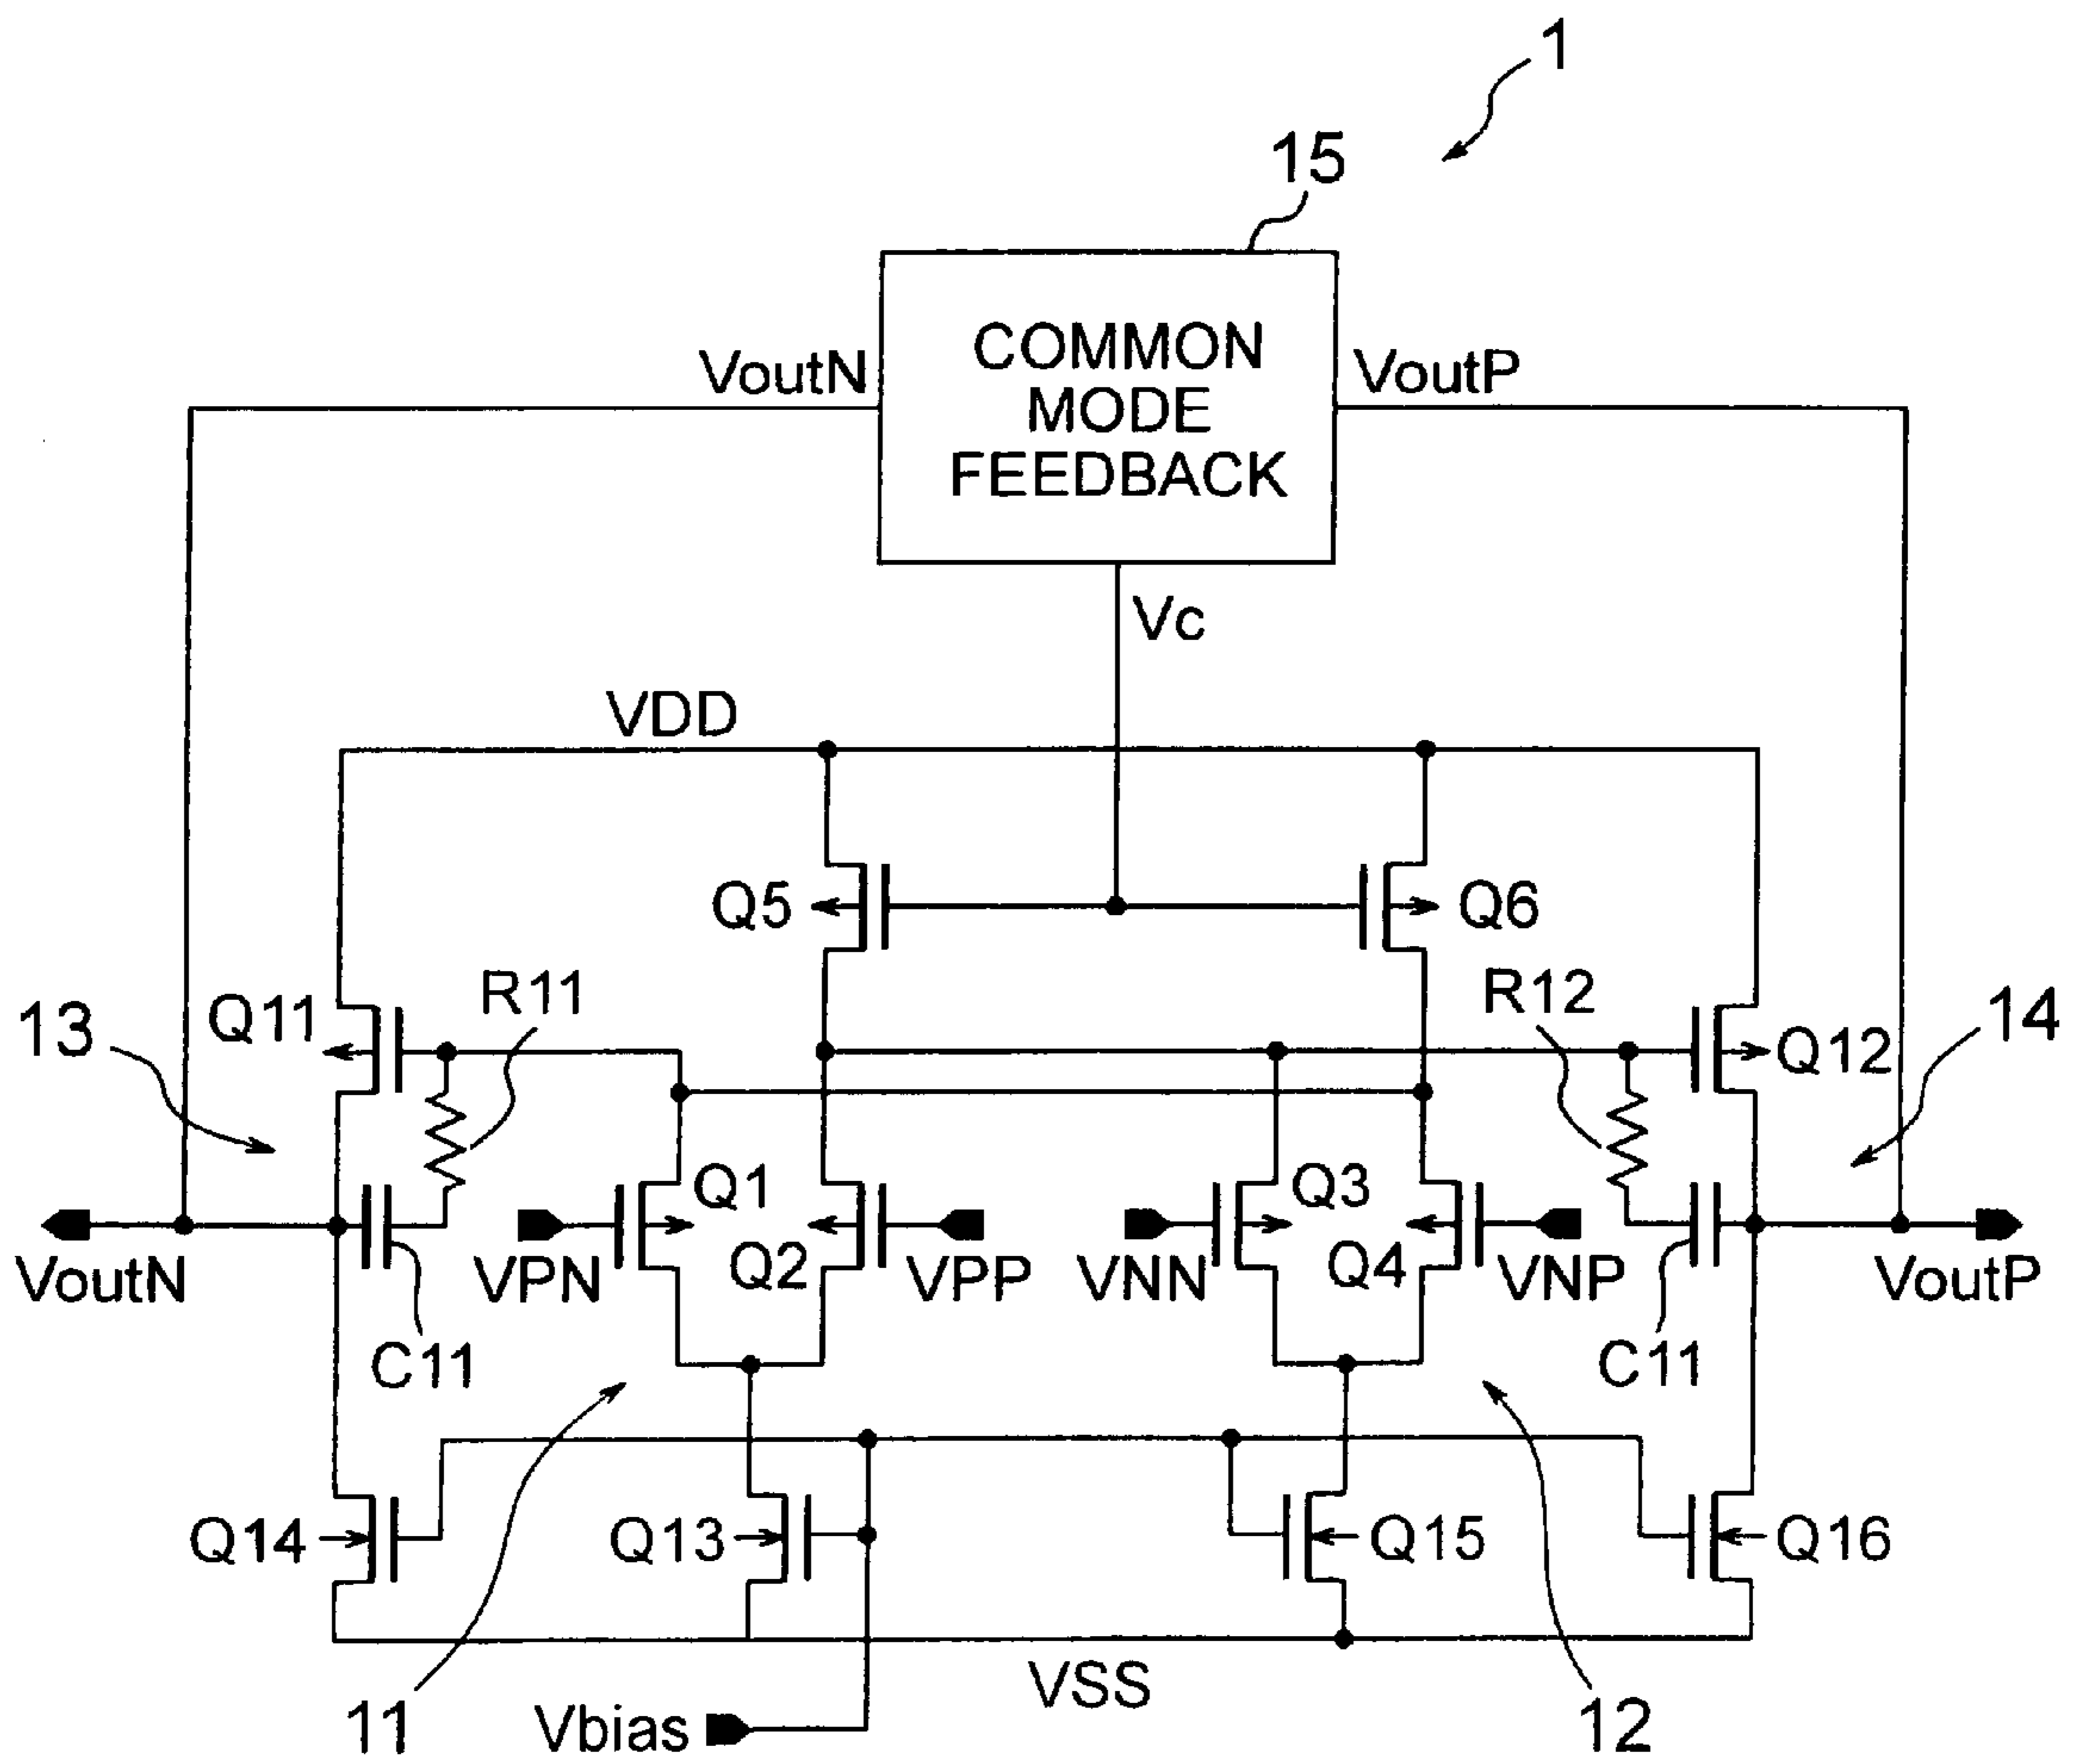 1
15
COMMON
MODE
FEEDBACK
VoutN
VoutP
Vc
VDD
Q5
Q6
R11
R12
13
Q11
Q12
14
Q1
Q3
Q2
Q4
VoutN
VPN
VPP
VNN
VNP
VoutP
C11
C11
Q14
Q13
Q15
Q16
VSS
11
Vbias
12